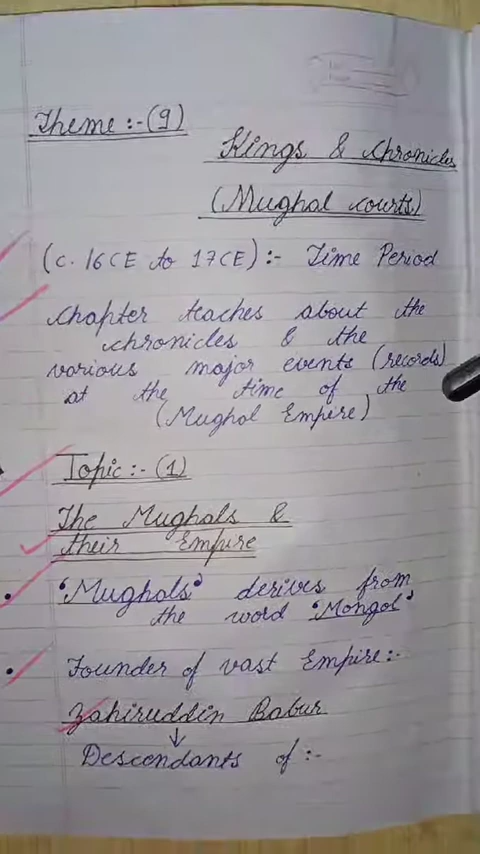 Theme :- (9)
Kings & Chronicles
(Mughal courts)
(c. 16CE to 17CE) :- Time Period
chapter teaches about the
chronicles & the
various major events (records)
at the time of the
(Mughal Empire)
Topic :- (1)
The Mughals &
their Empire
• 'Mughals' derives from
the word 'Mongol'
• Founder of vast Empire:-
Zahiruddin Babur
↓
Descendants of :-